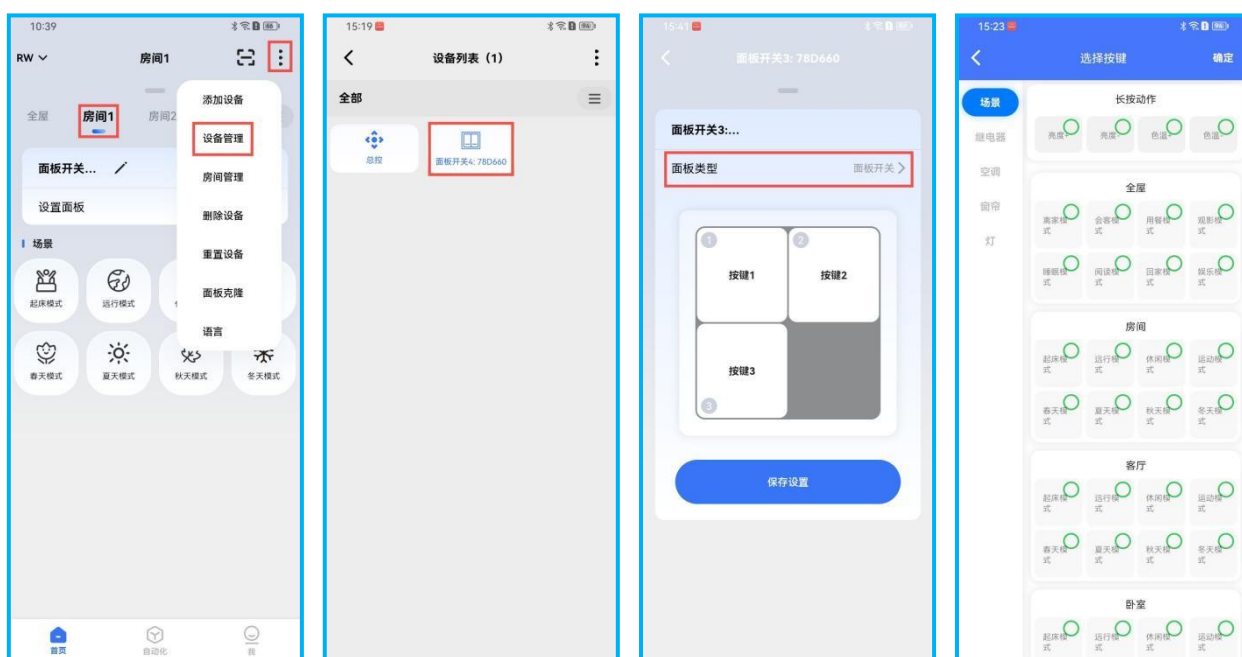 10:39
RW
房间1
添加设备
全屋
房间1
房间2
设备管理
面板开关...
房间管理
设置面板
删除设备
场景
重置设备
起床模式
远行模式
面板克隆
语言
春天模式
夏天模式
秋天模式
冬天模式
首页
自动化
我
15:19
设备列表（1）
全部
总控
面板开关4: 78D660
15:41
面板开关3: 78D660
面板开关3:...
面板类型
面板开关
1
2
按键1
按键2
按键3
3
保存设置
15:23
选择按键
确定
场景
继电器
空调
窗帘
灯
长按动作
亮度
亮度
色温
色温
全屋
离家模式
会客模式
用餐模式
观影模式
睡眠模式
阅读模式
回家模式
娱乐模式
房间
起床模式
远行模式
休闲模式
运动模式
春天模式
夏天模式
秋天模式
冬天模式
客厅
起床模式
远行模式
休闲模式
运动模式
春天模式
夏天模式
秋天模式
冬天模式
卧室
起床模式
远行模式
休闲模式
运动模式